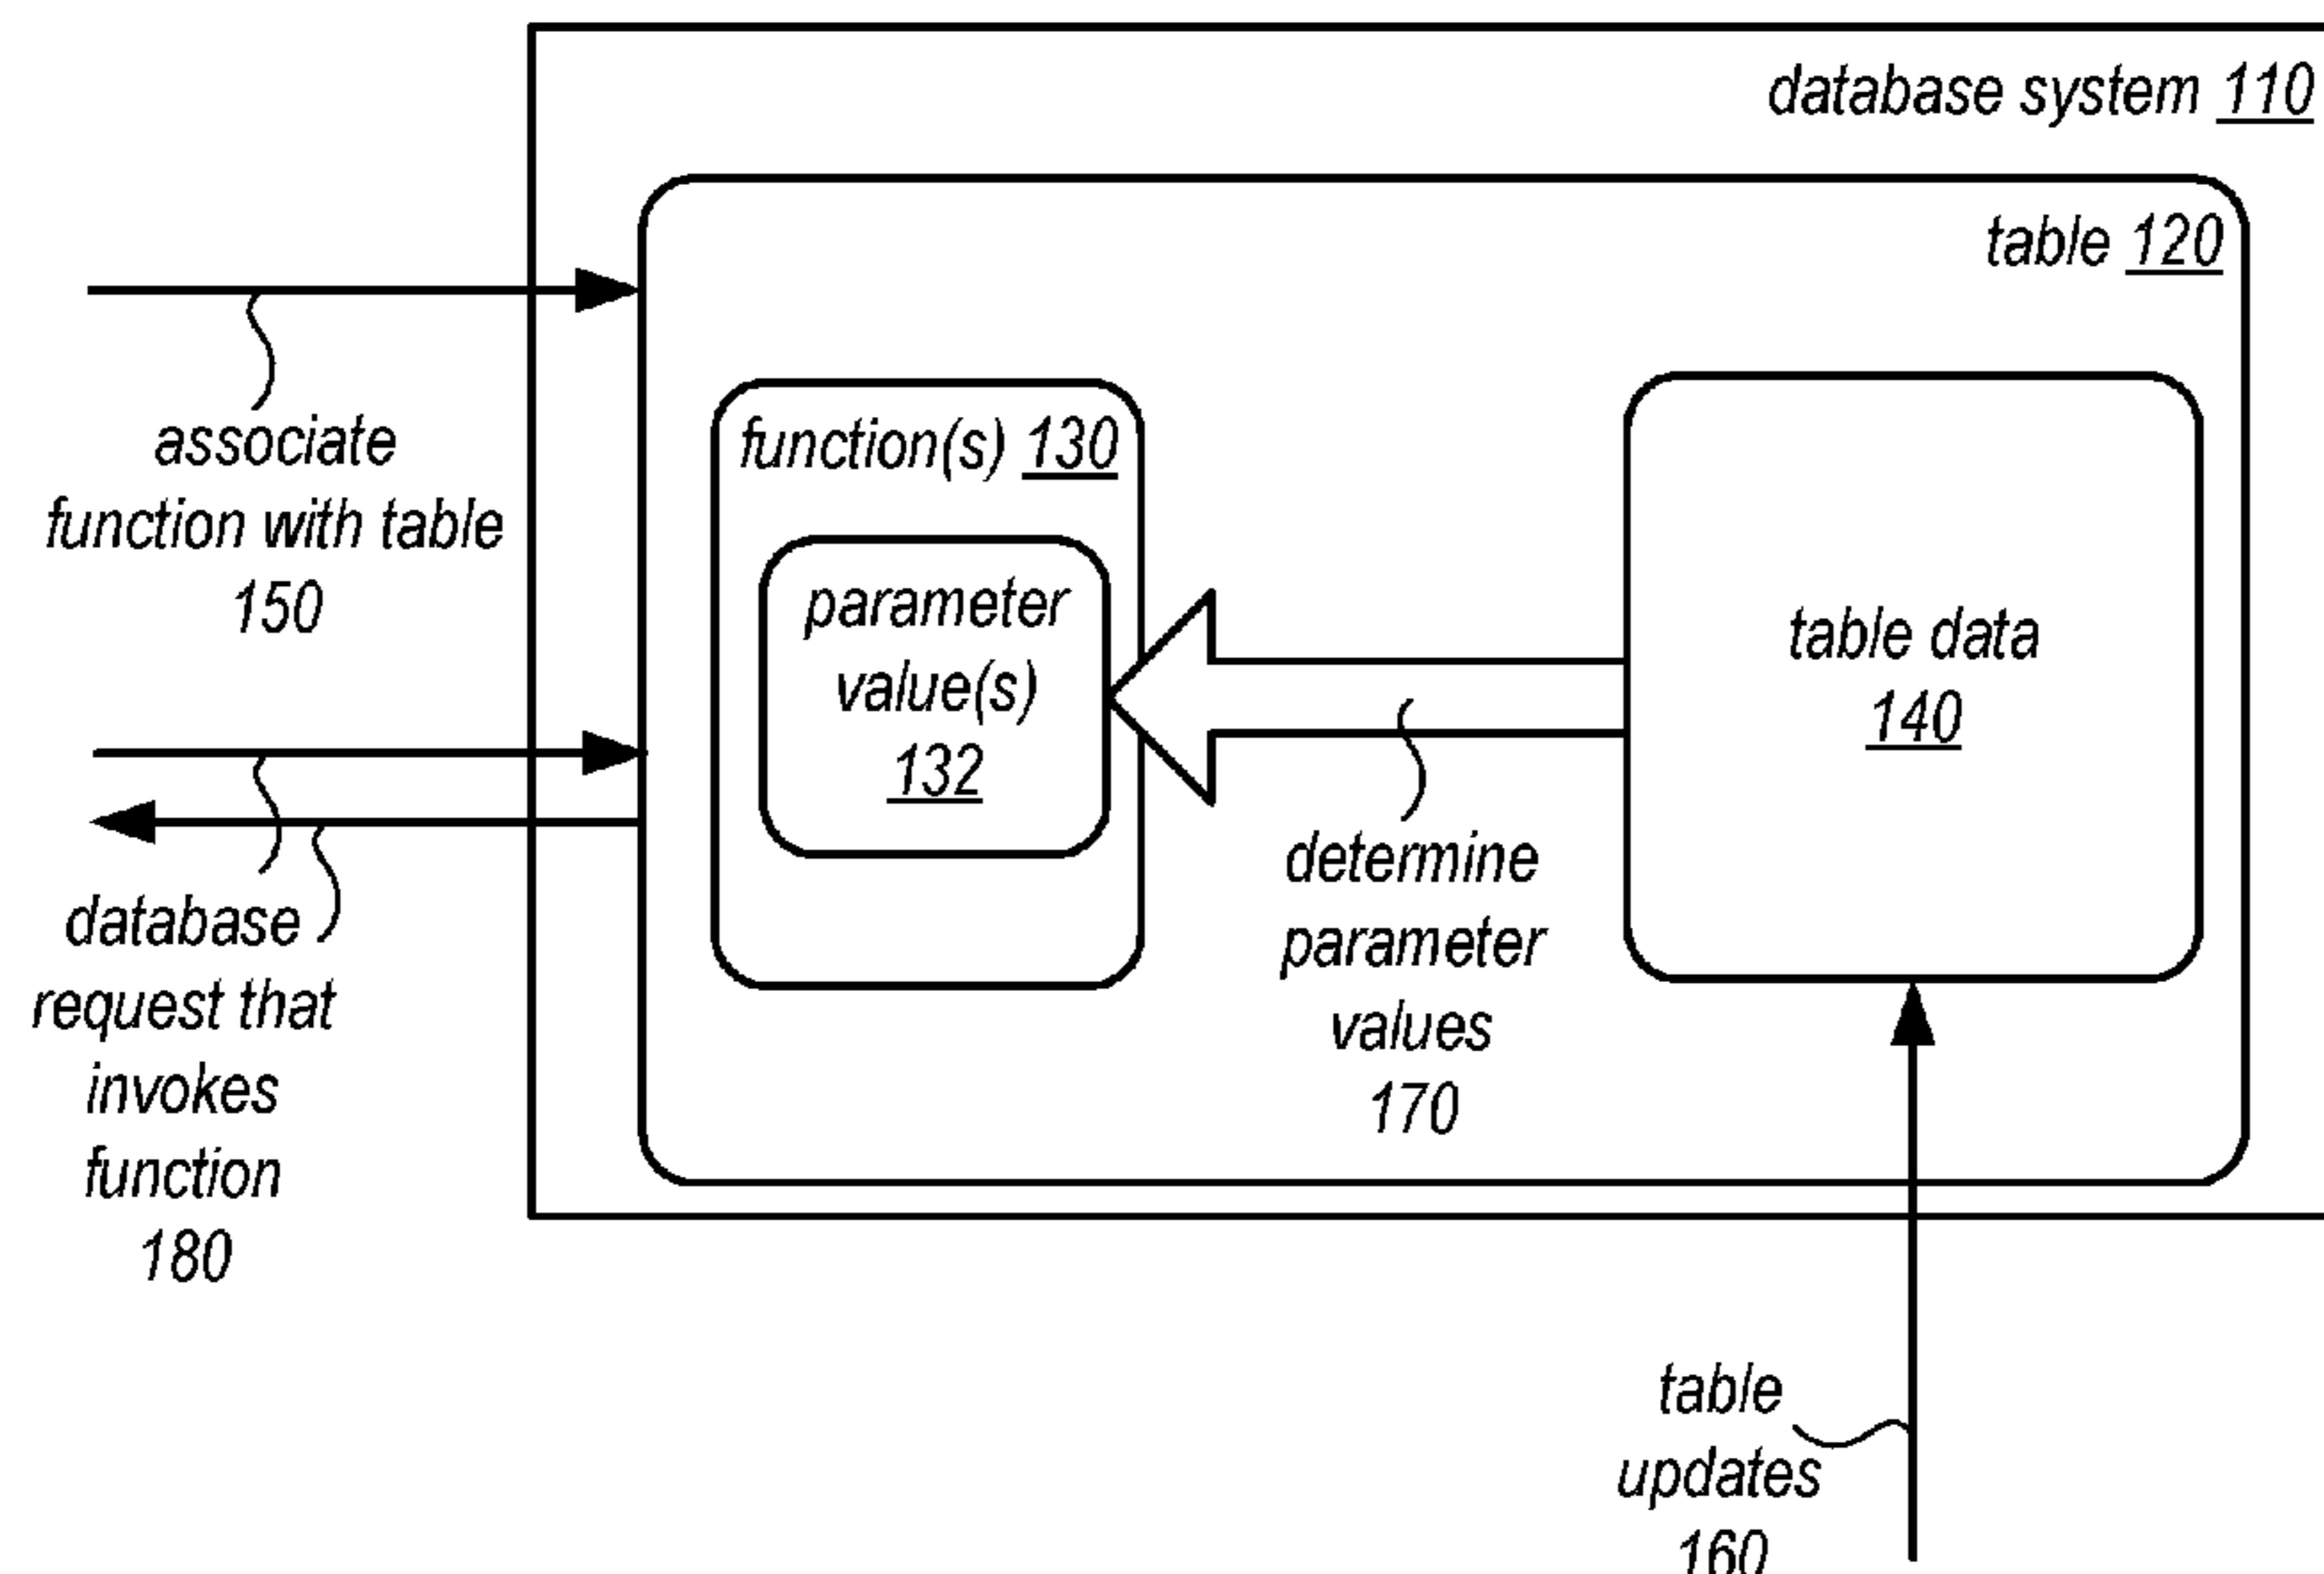 database system 110
table 120
associate
function with table
150
function(s) 130
parameter
value(s)
132
table data
140
determine
parameter
values
170
database
request that
invokes
function
180
table
updates
160